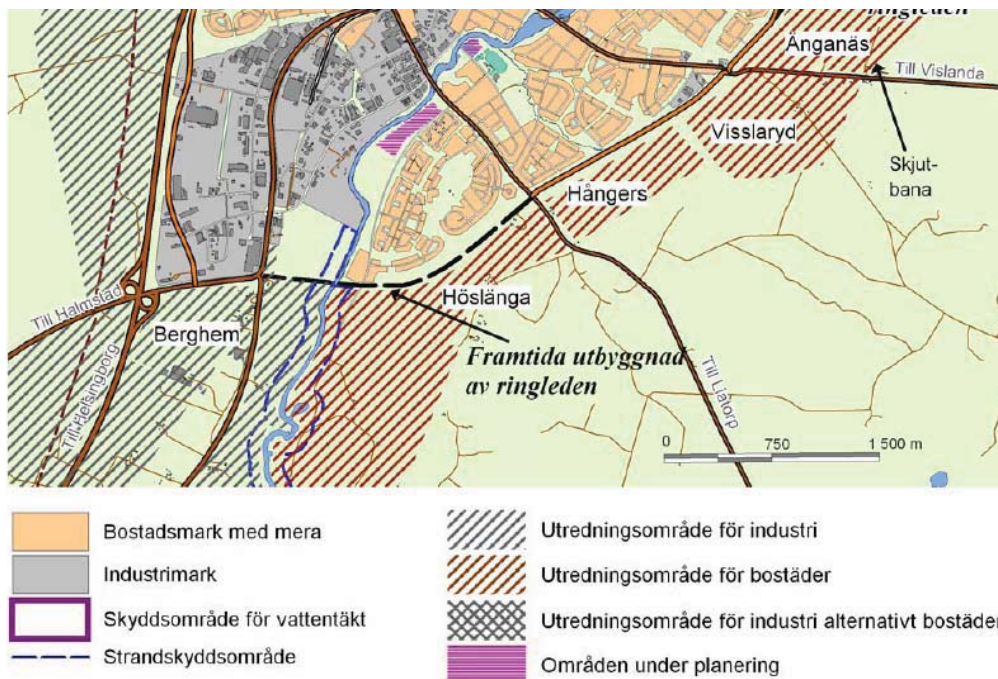 ringleden
Änganäs
Till Vislanda
Visslaryd
Skjut-
bana
Hångers
Till Halmstad
Höslänga
Berghem
Framtida utbyggnad
av ringleden
Till Helsingborg
Till Ljatorp
0 750 1 500 m
Bostadsmark med mera
Industrimark
Skyddsområde för vattentäkt
Strandskyddsområde
Utredningsområde för industri
Utredningsområde för bostäder
Utredningsområde för industri alternativt bostäder
Områden under planering